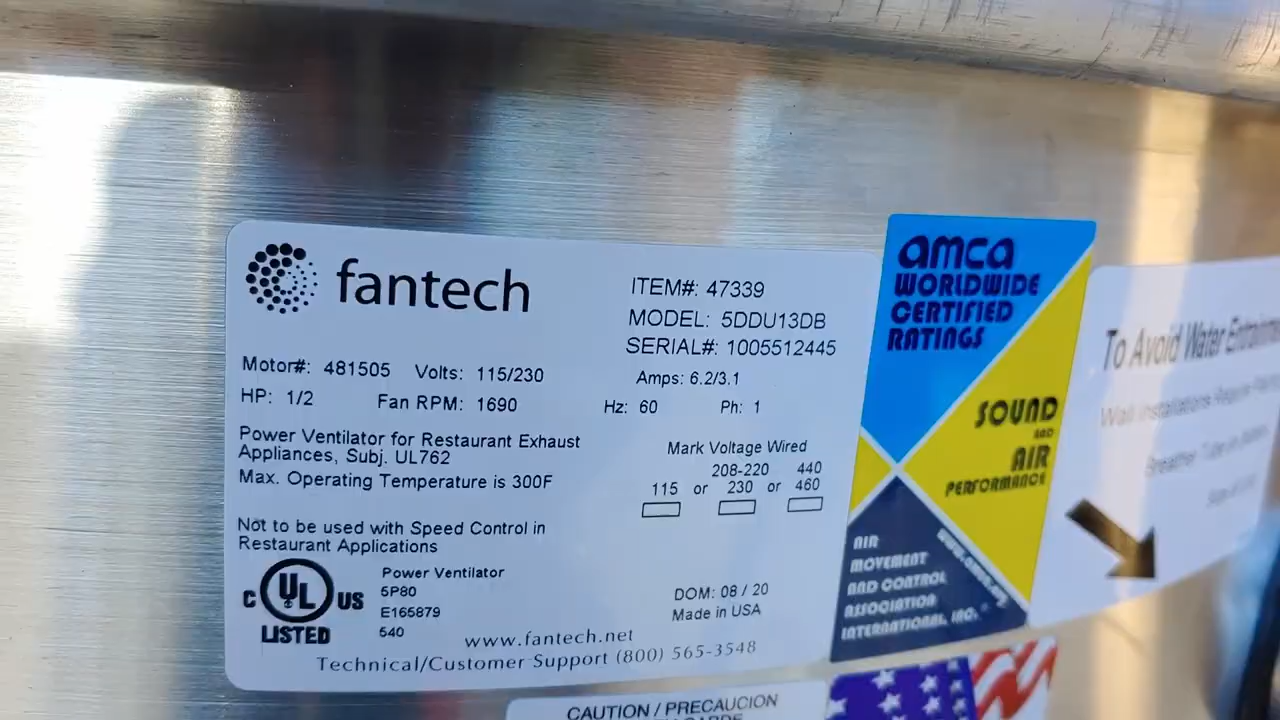 fantech
ITEM#: 47339
MODEL: 5DDU13DB
SERIAL#: 1005512445
Motor#: 481505 Volts: 115/230 Amps: 6.2/3.1
HP: 1/2 Fan RPM: 1690 Hz: 60 Ph: 1
Power Ventilator for Restaurant Exhaust
Appliances, Subj. UL762
Max. Operating Temperature is 300F
Mark Voltage Wired
208-220 440
115 or 230 or 460
Not to be used with Speed Control in
Restaurant Applications
C UL US
LISTED
Power Ventilator
5P80
E165879
540
DOM: 08 / 20
Made in USA
www.fantech.net
Technical/Customer Support (800) 565-3548
amca
WORLDWIDE
CERTIFIED
RATINGS
SOUND
AND
AIR
PERFORMANCE
AIR
MOVEMENT
AND CONTROL
ASSOCIATION
INTERNATIONAL, INC.
www.amca.org
To Avoid Water
Wall Installations Require
Breather Tube
CAUTION / PRECAUCION